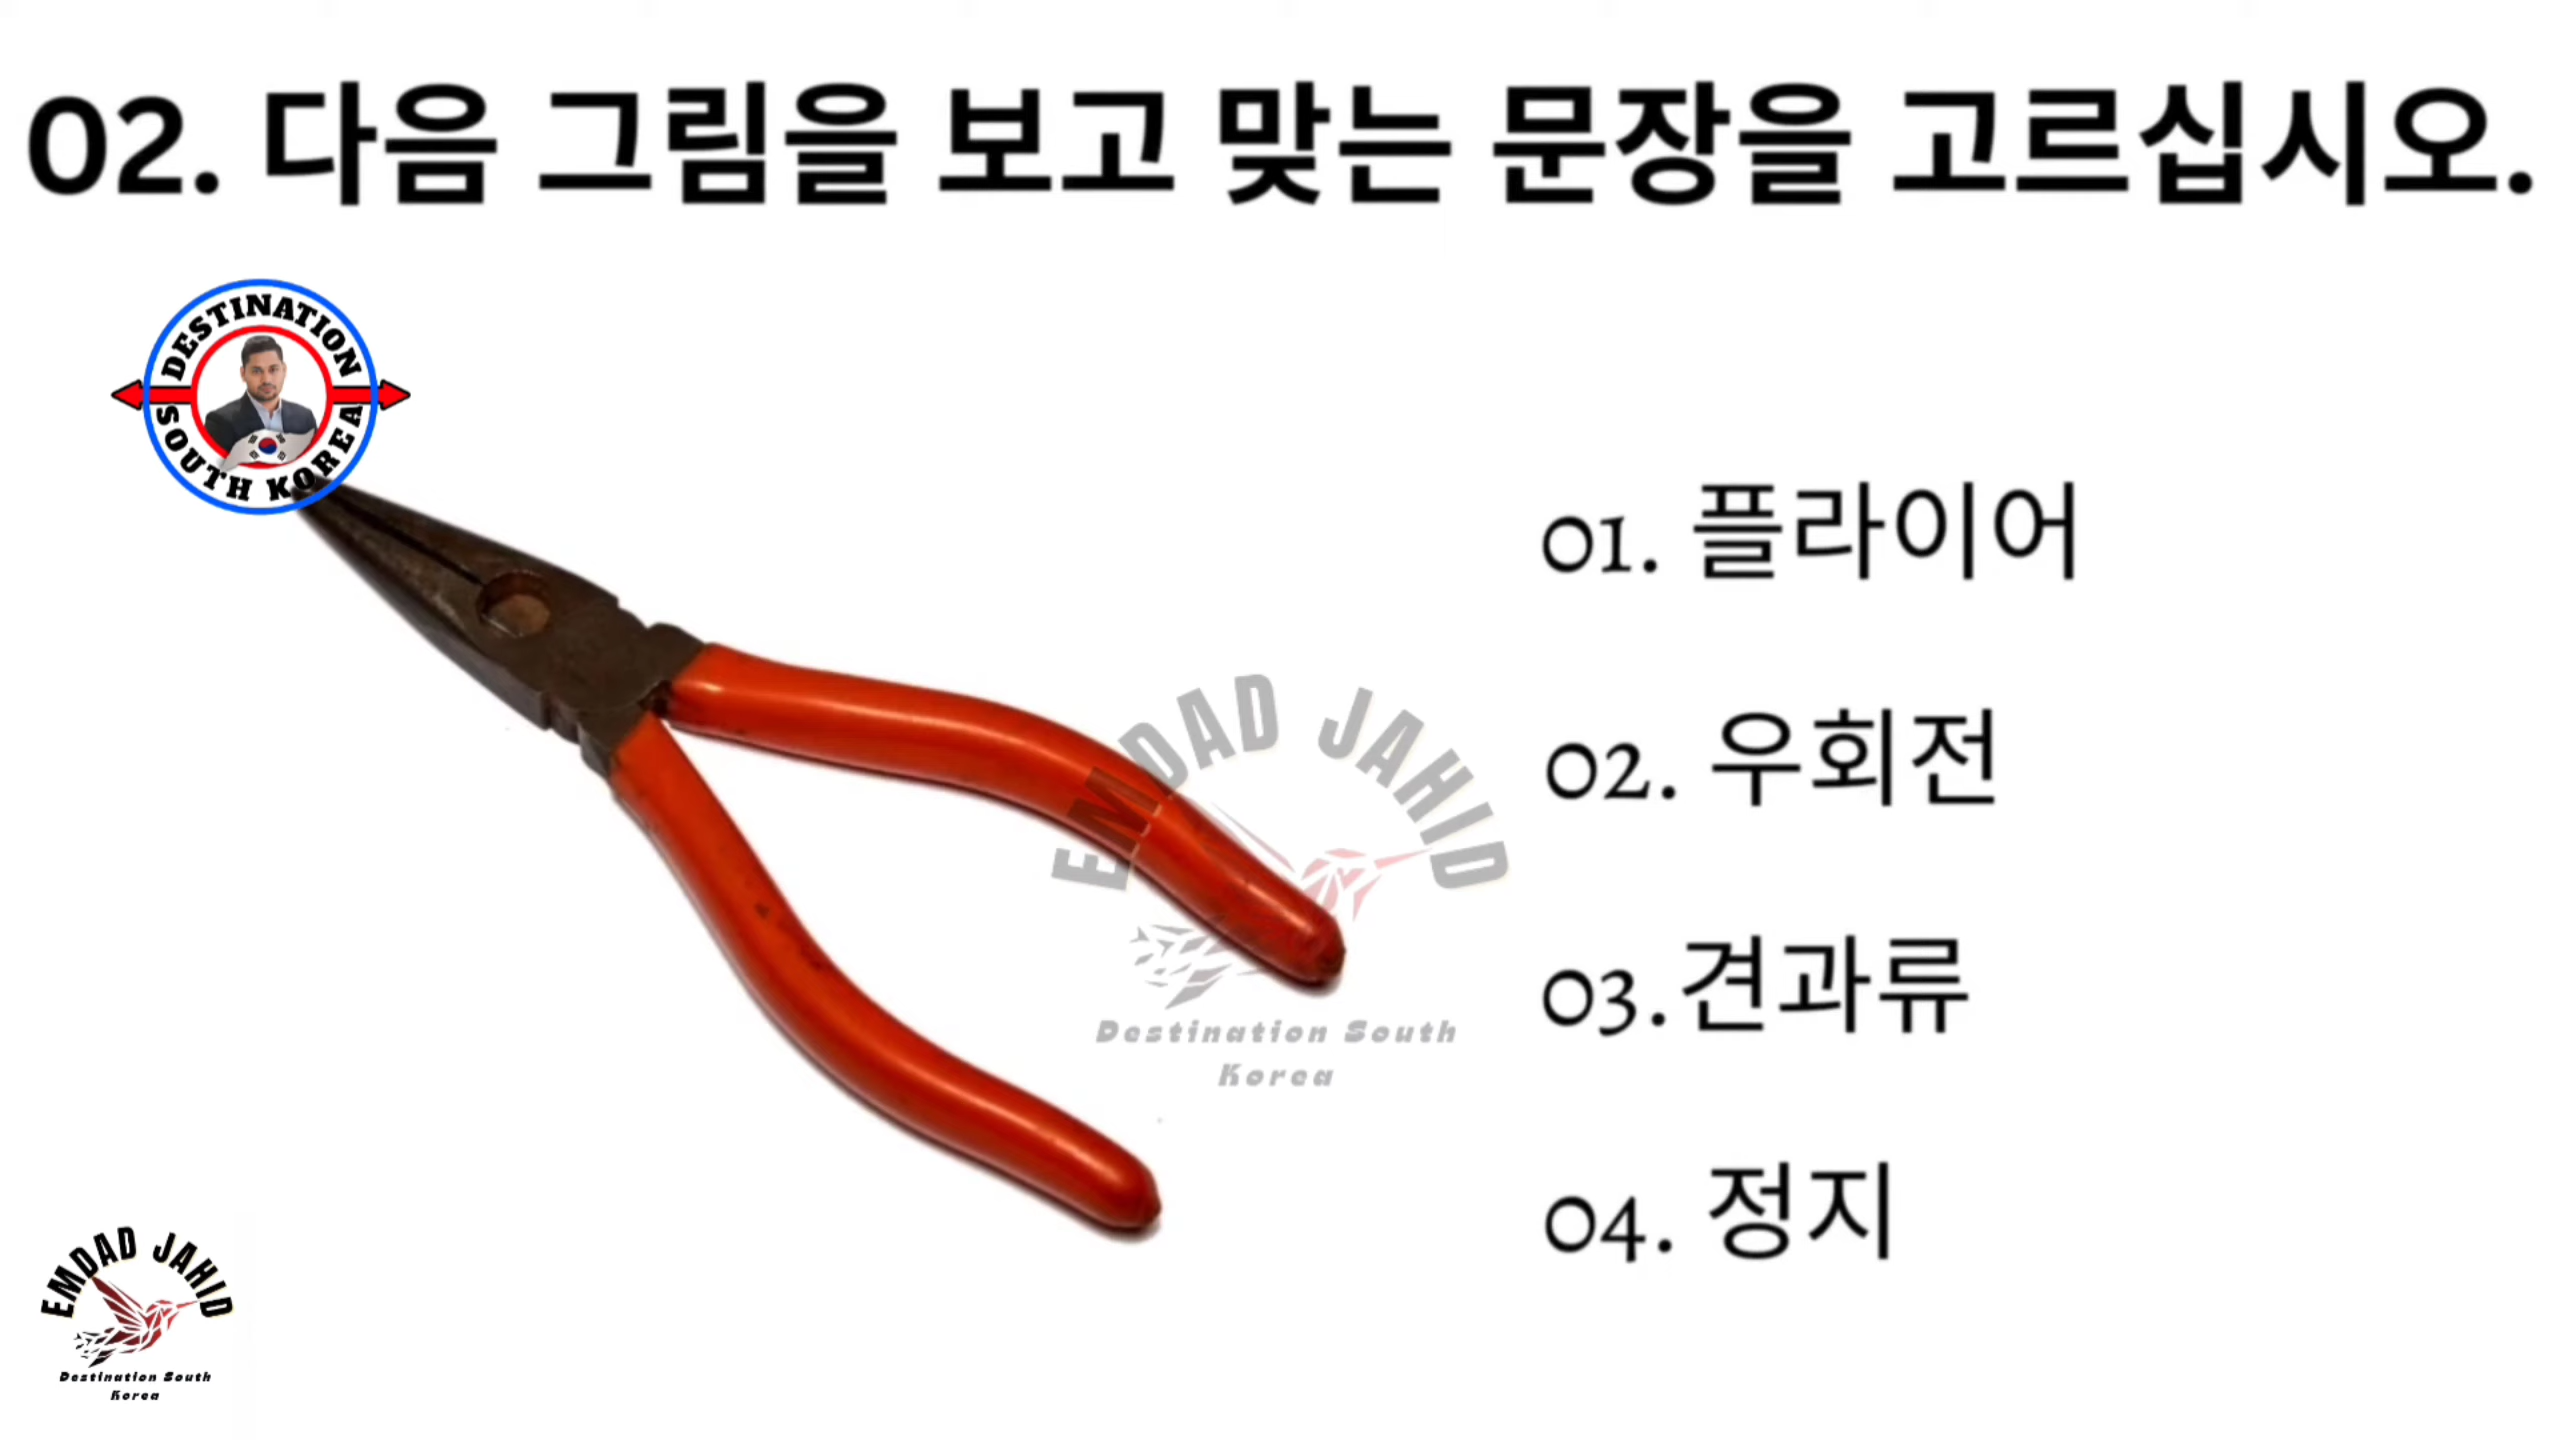 02. 다음 그림을 보고 맞는 문장을 고르십시오.
DESTINATION
SOUTH KOREA
01. 플라이어
02. 우회전
03.견과류
04. 정지
EMDAD JAHID
Destination South
Korea
EMDAD JAHID
Destination South
Korea